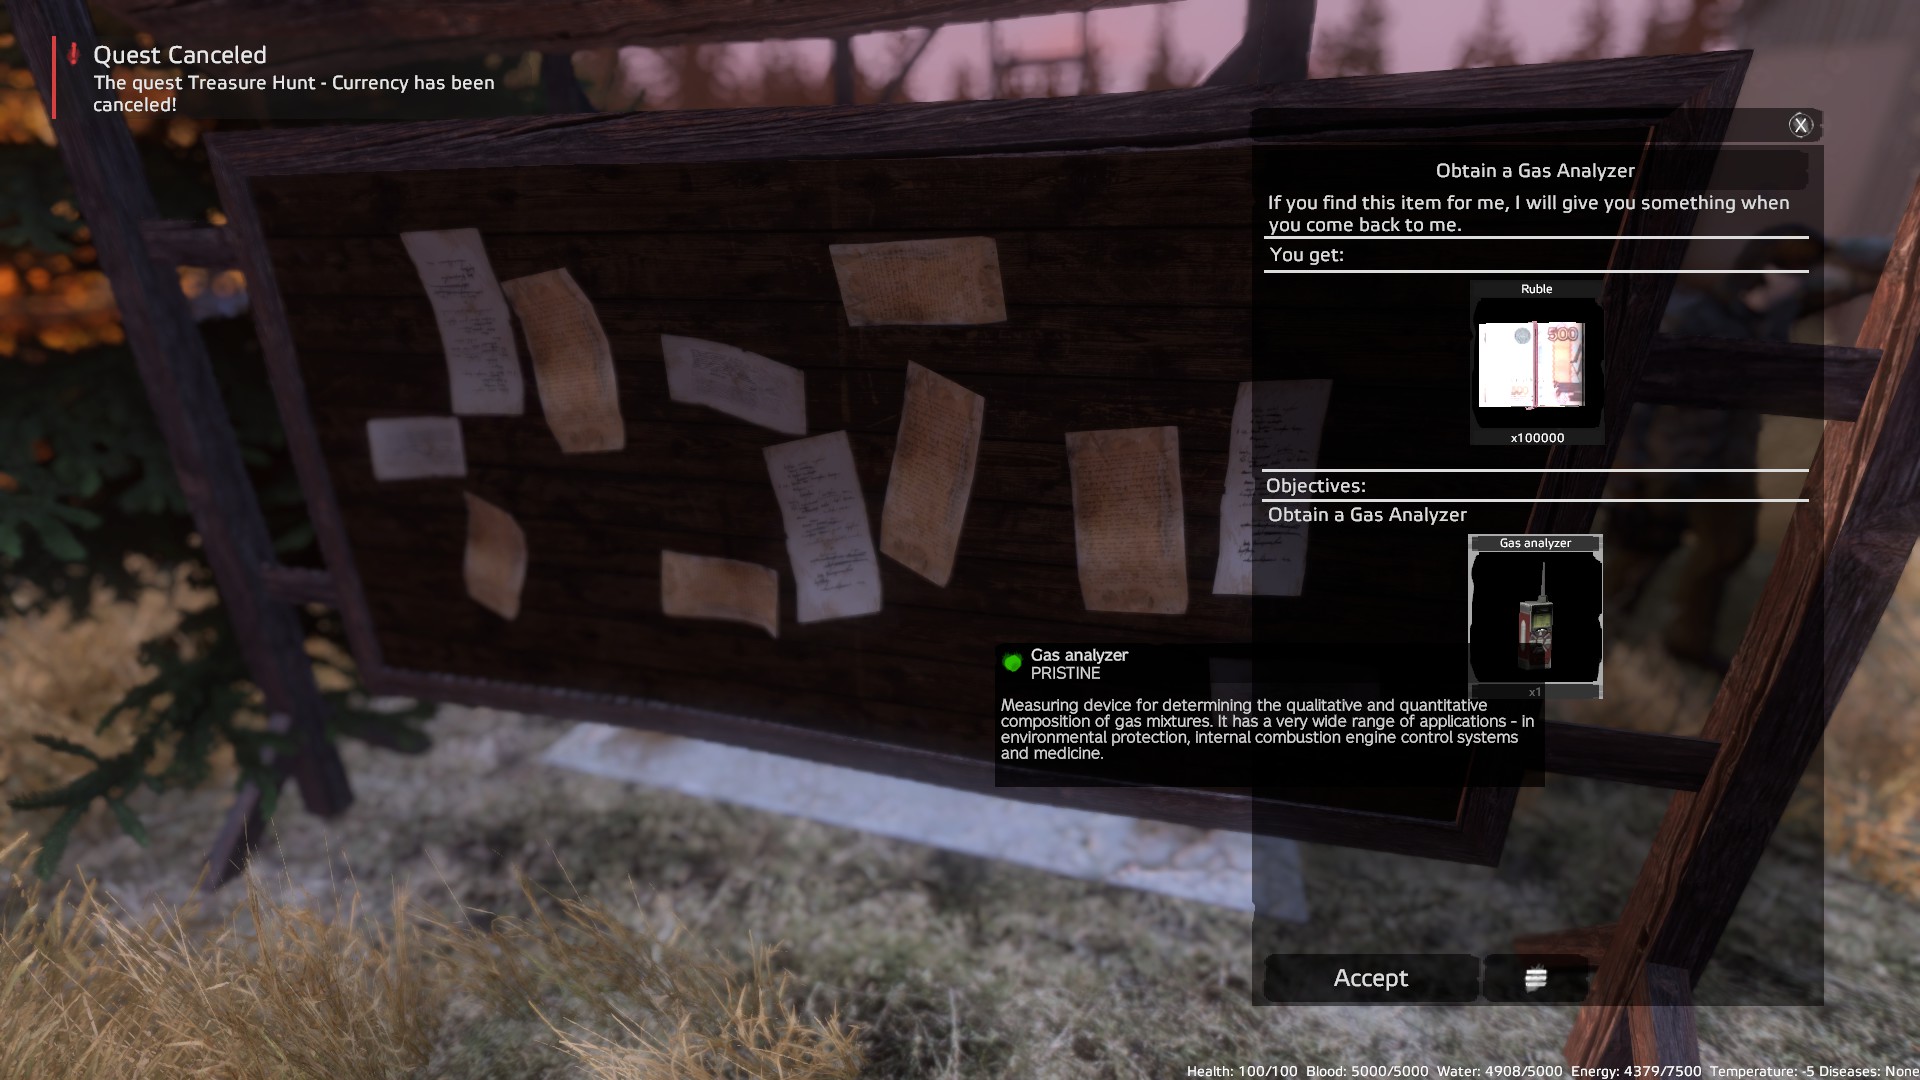 Quest Canceled
The quest Treasure Hunt - Currency has been
canceled!
X
Obtain a Gas Analyzer
If you find this item for me, I will give you something when
you come back to me.
You get:
Ruble
500
x100000
Objectives:
Obtain a Gas Analyzer
Gas analyzer
x1
Gas analyzer
PRISTINE
Measuring device for determining the qualitative and quantitative
composition of gas mixtures. It has a very wide range of applications - in
environmental protection, internal combustion engine control systems
and medicine.
Accept
Health: 100/100 Blood: 5000/5000 Water: 4908/5000 Energy: 4379/7500 Temperature: -5 Diseases: None